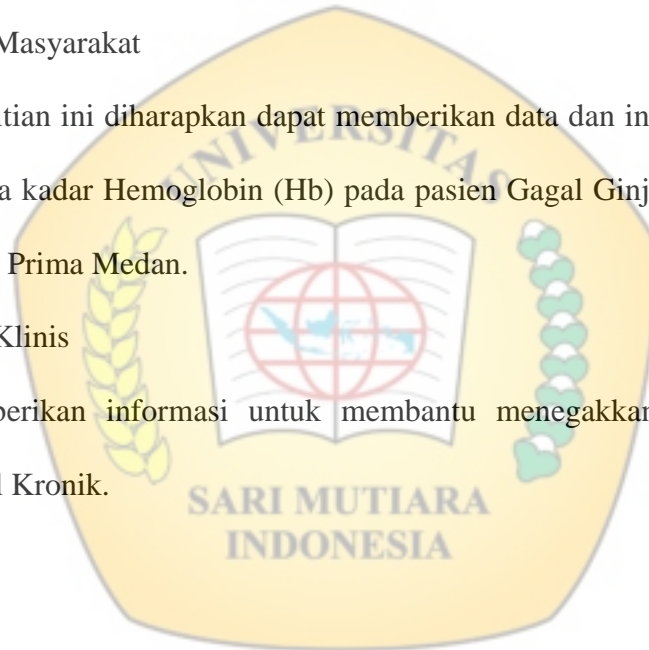 Masyarakat
itian ini diharapkan dapat memberikan data dan in
a kadar Hemoglobin (Hb) pada pasien Gagal Ginj
Prima Medan.
Klinis
berikan informasi untuk membantu menegakkan
l Kronik.
UNIVERSITAS
SARI MUTIARA
INDONESIA